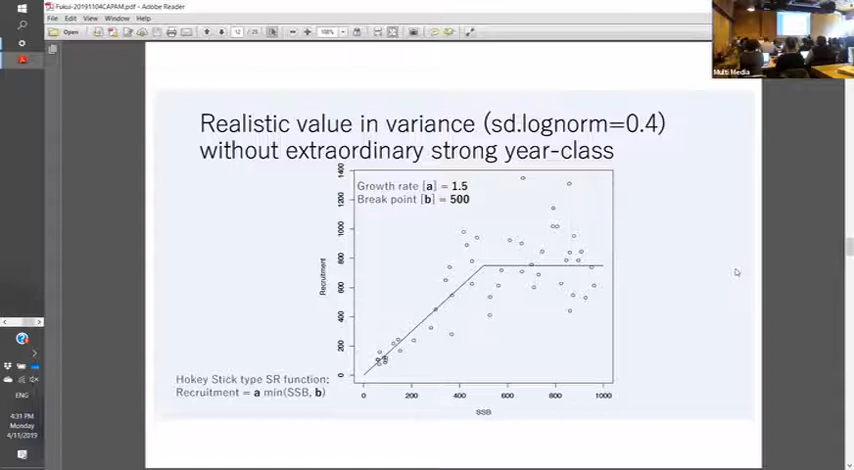 Fukui-20191104CAPAM.pdf - Adobe Reader
File Edit View Window Help
Open
12 / 25
100%
Multi Media
Realistic value in variance (sd.lognorm=0.4)
without extraordinary strong year-class
Growth rate [a] = 1.5
Break point [b] = 500
Recruitment
0 200 400 600 800 1000 1200 1400
0 200 400 600 800 1000
SSB
Hokey Stick type SR function;
Recruitment = a min(SSB, b)
ENG
4:31 PM
Monday
4/11/2019